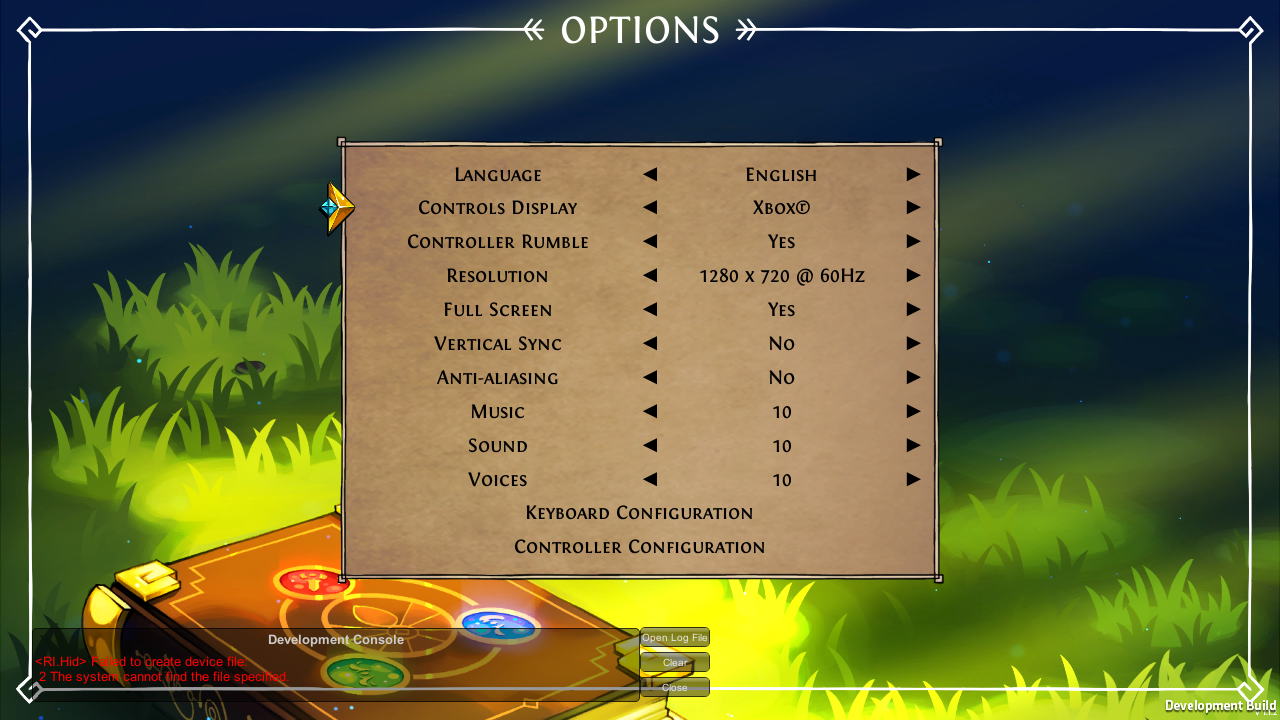 OPTIONS
Language English
Controls Display Xbox®
Controller Rumble Yes
Resolution 1280 x 720 @ 60Hz
Full Screen Yes
Vertical Sync No
Anti-aliasing No
Music 10
Sound 10
Voices 10
Keyboard Configuration
Controller Configuration
Development Console
Open Log File
<RI.Hid> Failed to create device file:
Clear
2 The system cannot find the file specified.
Close
Development Build